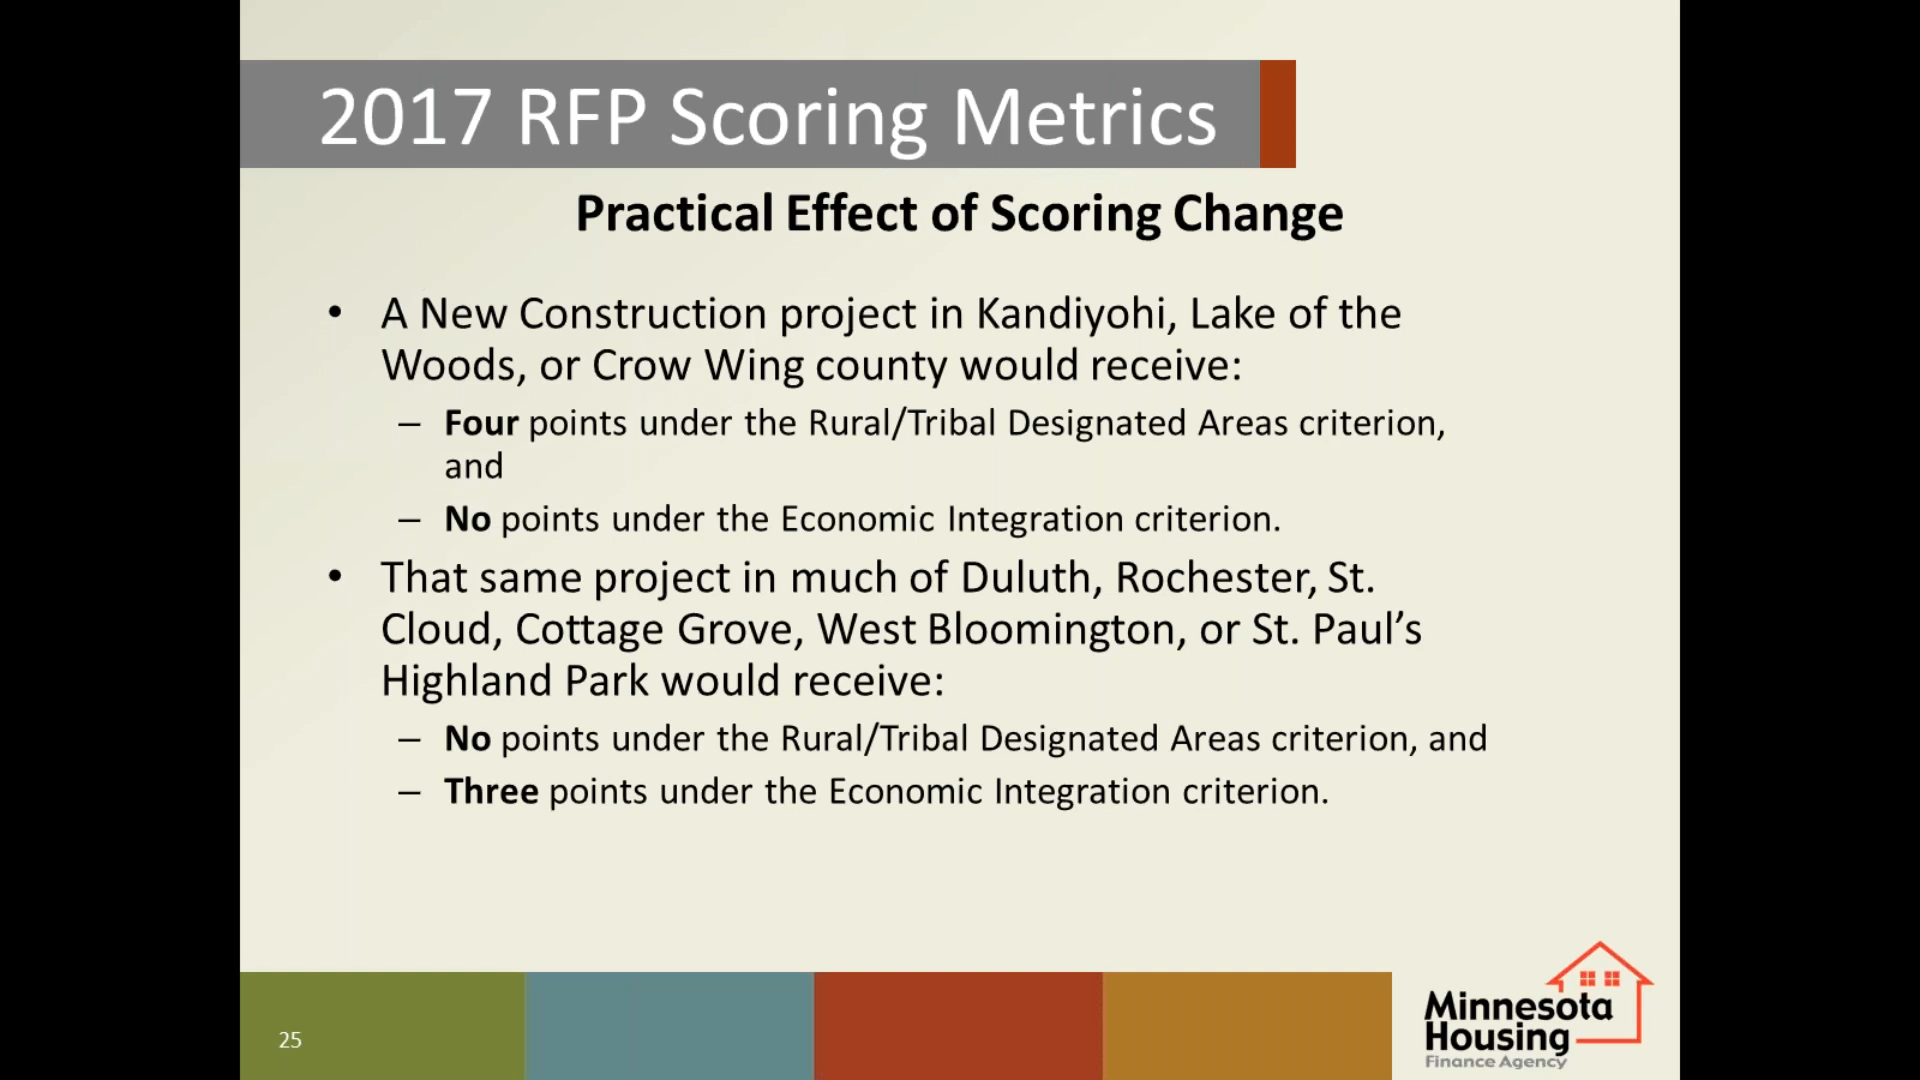 2017 RFP Scoring Metrics
Practical Effect of Scoring Change
• A New Construction project in Kandiyohi, Lake of the
Woods, or Crow Wing county would receive:
– Four points under the Rural/Tribal Designated Areas criterion,
and
– No points under the Economic Integration criterion.
• That same project in much of Duluth, Rochester, St.
Cloud, Cottage Grove, West Bloomington, or St. Paul’s
Highland Park would receive:
– No points under the Rural/Tribal Designated Areas criterion, and
– Three points under the Economic Integration criterion.
25
Minnesota
Housing
Finance Agency